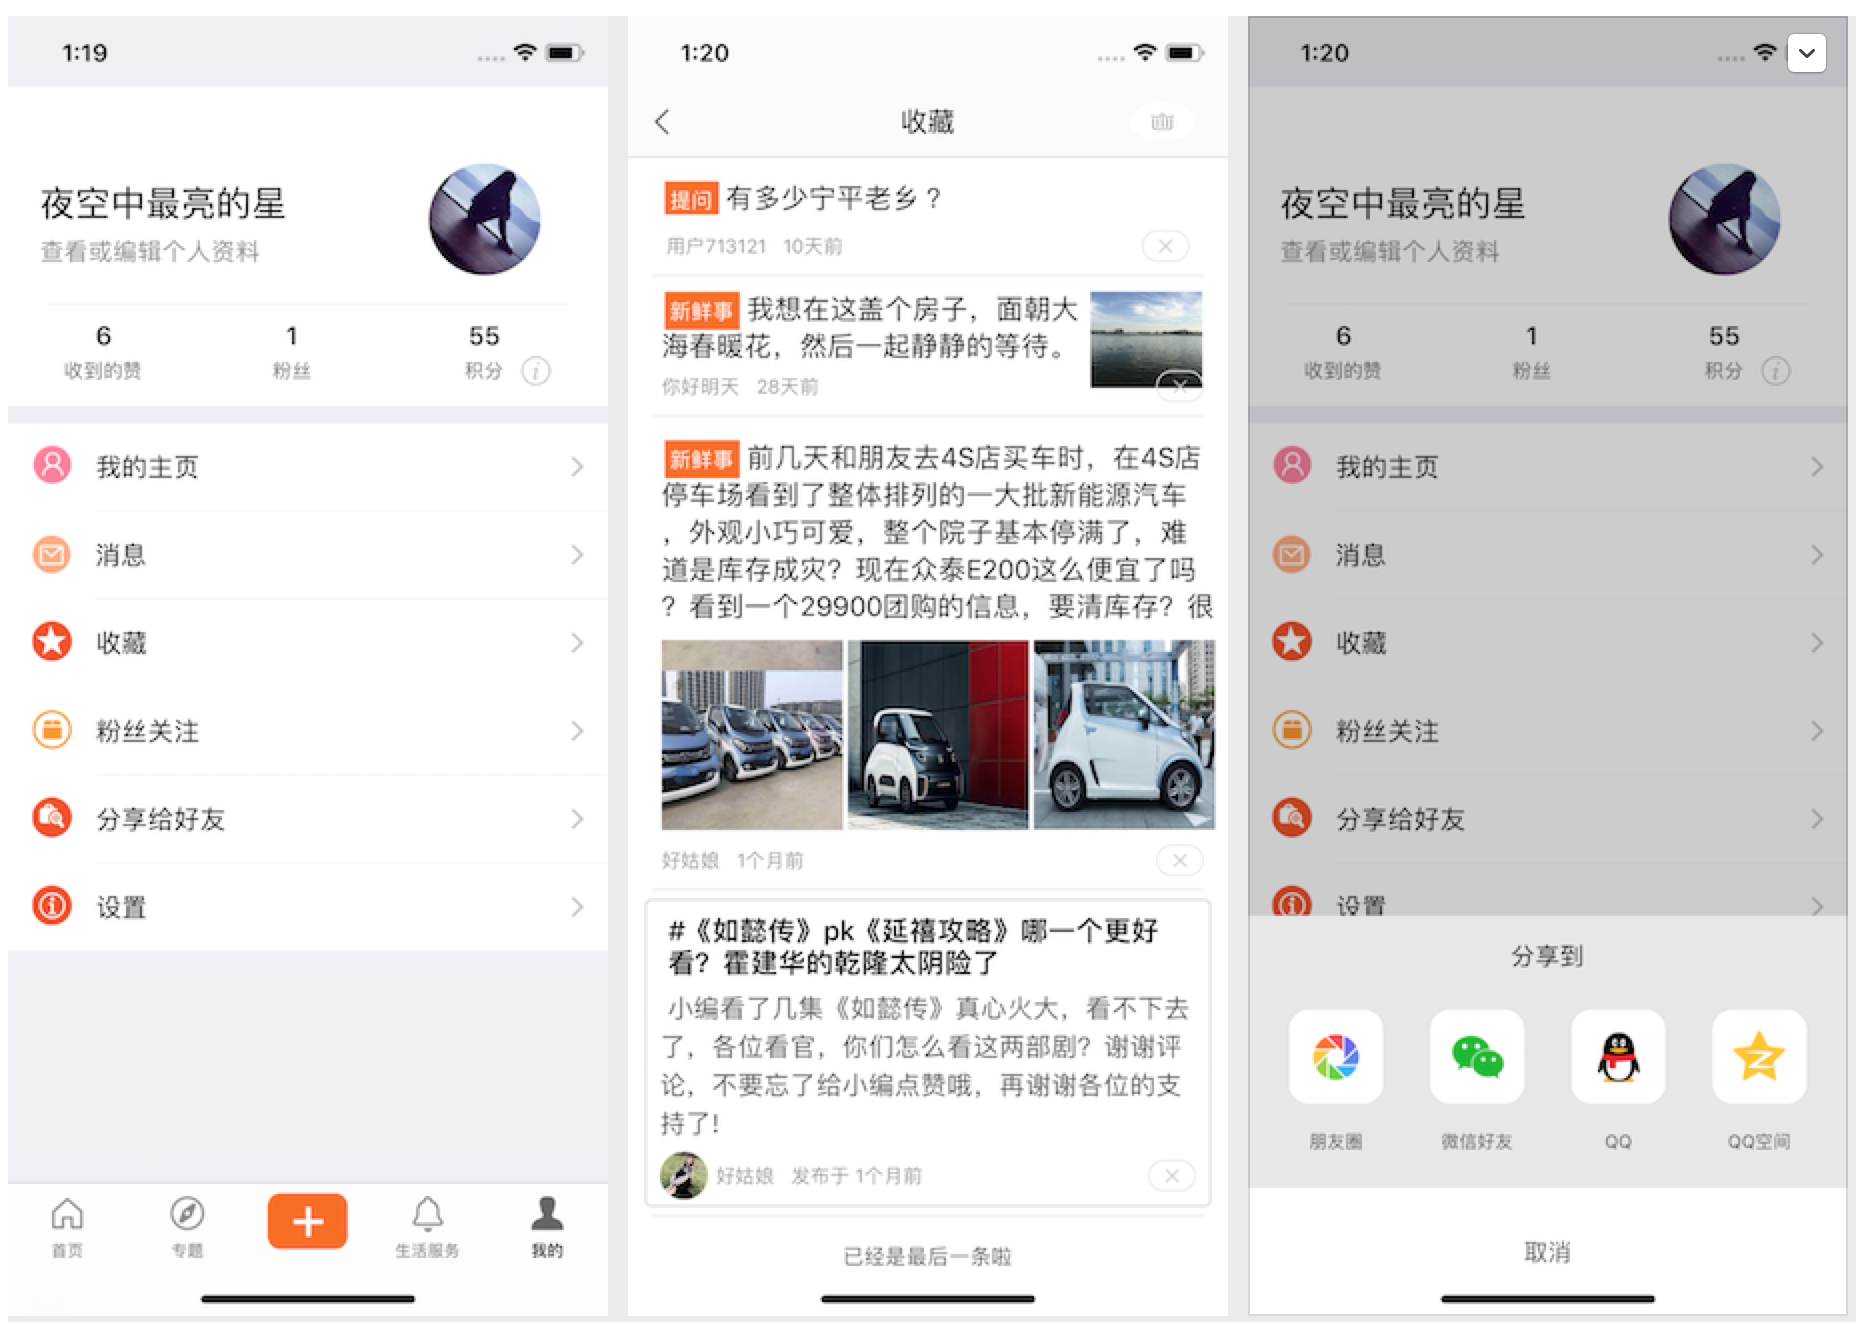 1:19
夜空中最亮的星
查看或编辑个人资料
6
收到的赞
1
粉丝
55
积分
i
我的主页
消息
收藏
粉丝关注
分享给好友
设置
首页
专题
生活服务
我的
1:20
收藏
提问 有多少宁平老乡？
用户713121 10天前
新鲜事 我想在这盖个房子，面朝大
海春暖花，然后一起静静的等待。
你好明天 28天前
新鲜事 前几天和朋友去4S店买车时，在4S店
停车场看到了整体排列的一大批新能源汽车
，外观小巧可爱，整个院子基本停满了，难
道是库存成灾？现在众泰E200这么便宜了吗
？看到一个29900团购的信息，要清库存？很
好姑娘 1个月前
#《如懿传》pk《延禧攻略》哪一个更好
看？霍建华的乾隆太阴险了
小编看了几集《如懿传》真心火大，看不下去
了，各位看官，你们怎么看这两部剧？谢谢评
论，不要忘了给小编点赞哦，再谢谢各位的支
持了！
好姑娘 发布于 1个月前
已经是最后一条啦
1:20
夜空中最亮的星
查看或编辑个人资料
6
收到的赞
1
粉丝
55
积分
i
我的主页
消息
收藏
粉丝关注
分享给好友
设置
分享到
朋友圈
微信好友
QQ
QQ空间
取消